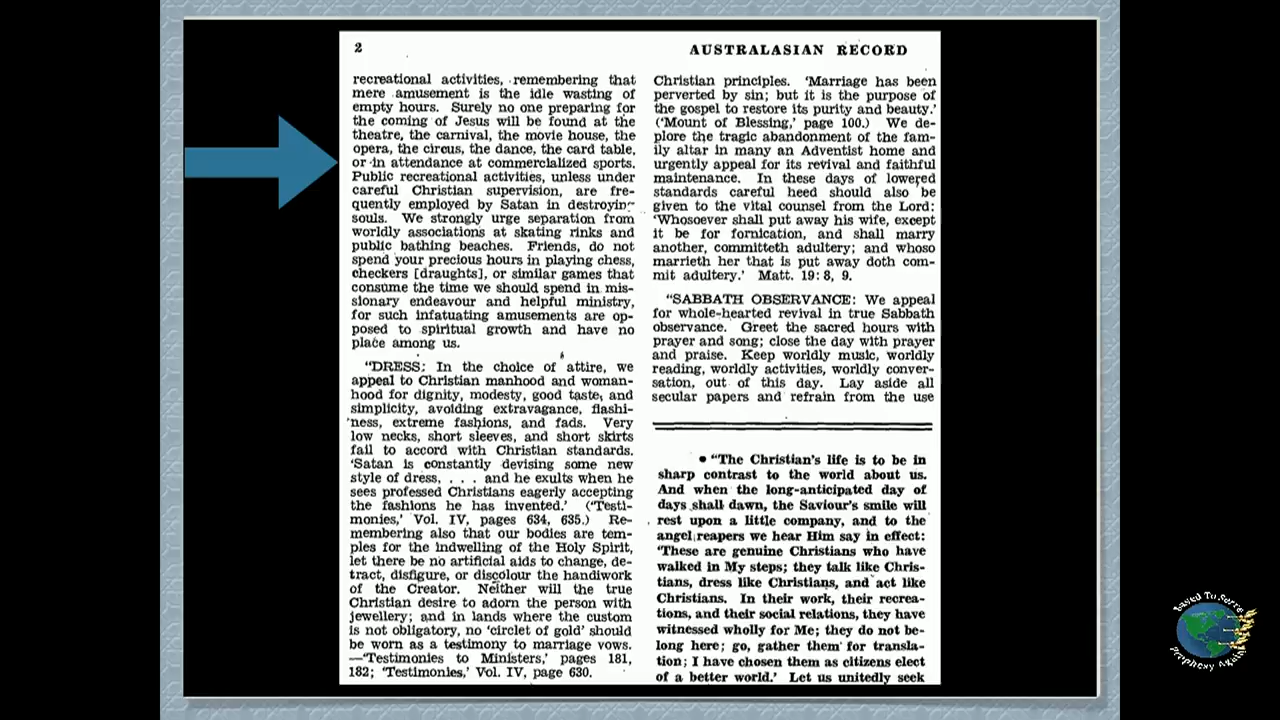 2
AUSTRALASIAN RECORD
recreational activities, remembering that
mere amusement is the idle wasting of
empty hours. Surely no one preparing for
the coming of Jesus will be found at the
theatre, the carnival, the movie house, the
opera, the circus, the dance, the card table,
or in attendance at commercialized sports.
Public recreational activities, unless under
careful Christian supervision, are fre-
quently employed by Satan in destroying
souls. We strongly urge separation from
worldly associations at skating rinks and
public bathing beaches. Friends, do not
spend your precious hours in playing chess,
checkers [draughts], or similar games that
consume the time we should spend in mis-
sionary endeavour and helpful ministry,
for such infatuating amusements are op-
posed to spiritual growth and have no
place among us.
"DRESS: In the choice of attire, we
appeal to Christian manhood and woman-
hood for dignity, modesty, good taste, and
simplicity, avoiding extravagance, flashi-
ness, extreme fashions, and fads. Very
low necks, short sleeves, and short skirts
fail to accord with Christian standards.
'Satan is constantly devising some new
style of dress, . . . and he exults when he
sees professed Christians eagerly accepting
the fashions he has invented.' ('Testi-
monies,' Vol. IV, pages 634, 635.) Re-
membering also that our bodies are tem-
ples for the indwelling of the Holy Spirit,
let there be no artificial aids to change, de-
tract, disfigure, or discolour the handiwork
of the Creator. Neither will the true
Christian desire to adorn the person with
jewellery; and in lands where the custom
is not obligatory, no 'circlet of gold' should
be worn as a testimony to marriage vows.
—'Testimonies to Ministers,' pages 181,
182; 'Testimonies,' Vol. IV, page 630.
Christian principles. 'Marriage has been
perverted by sin; but it is the purpose of
the gospel to restore its purity and beauty.'
('Mount of Blessing,' page 100.) We de-
plore the tragic abandonment of the fam-
ily altar in many an Adventist home and
urgently appeal for its revival and faithful
maintenance. In these days of lowered
standards careful heed should also be
given to the vital counsel from the Lord:
'Whosoever shall put away his wife, except
it be for fornication, and shall marry
another, committeth adultery; and whoso
marrieth her that is put away doth com-
mit adultery.' Matt. 19:8, 9.
"SABBATH OBSERVANCE: We appeal
for whole-hearted revival in true Sabbath
observance. Greet the sacred hours with
prayer and song; close the day with prayer
and praise. Keep worldly music, worldly
reading, worldly activities, worldly conver-
sation, out of this day. Lay aside all
secular papers and refrain from the use
• "The Christian's life is to be in
sharp contrast to the world about us.
And when the long-anticipated day of
days shall dawn, the Saviour's smile will
rest upon a little company, and to the
angel reapers we hear Him say in effect:
'These are genuine Christians who have
walked in My steps; they talk like Chris-
tians, dress like Christians, and act like
Christians. In their work, their recrea-
tions, and their social relations, they have
witnessed wholly for Me; they do not be-
long here; go, gather them for transla-
tion; I have chosen them as citizens elect
of a better world.' Let us unitedly seek